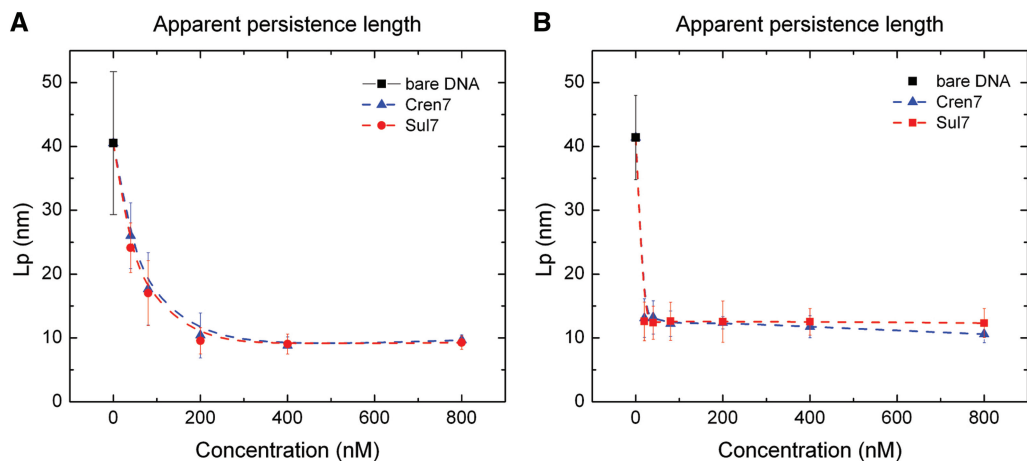 A
Apparent persistence length
bare DNA
Cren7
Sul7
50
40
30
20
10
0
Lp (nm)
0 200 400 600 800
Concentration (nM)
B
Apparent persistence length
bare DNA
Cren7
Sul7
50
40
30
20
10
0
Lp (nm)
0 200 400 600 800
Concentration (nM)